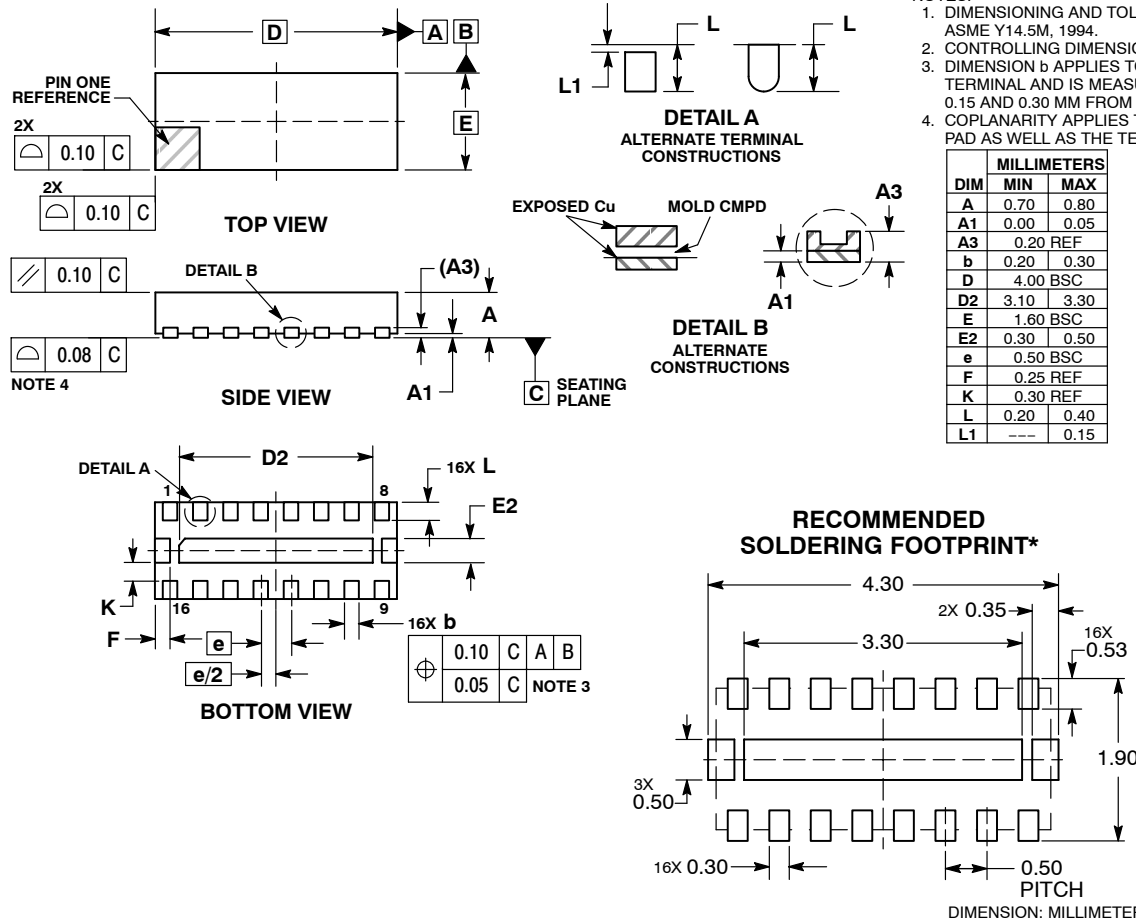 D
A
B
PIN ONE
REFERENCE
2X
0.10 C
2X
0.10 C
E
TOP VIEW
L
L
L1
DETAIL A
ALTERNATE TERMINAL
CONSTRUCTIONS
1. DIMENSIONING AND TOL
ASME Y14.5M, 1994.
2. CONTROLLING DIMENSIO
3. DIMENSION b APPLIES TO
TERMINAL AND IS MEASU
0.15 AND 0.30 MM FROM
4. COPLANARITY APPLIES T
PAD AS WELL AS THE TE
MILLIMETERS
DIM MIN MAX
A 0.70 0.80
A1 0.00 0.05
A3 0.20 REF
b 0.20 0.30
D 4.00 BSC
D2 3.10 3.30
E 1.60 BSC
E2 0.30 0.50
e 0.50 BSC
F 0.25 REF
K 0.30 REF
L 0.20 0.40
L1 --- 0.15
EXPOSED Cu
MOLD CMPD
A3
A1
DETAIL B
ALTERNATE
CONSTRUCTIONS
// 0.10 C
DETAIL B
(A3)
A
0.08 C
NOTE 4
A1
C
SEATING
PLANE
SIDE VIEW
DETAIL A
D2
16X L
1
8
E2
K
16
9
F
e
e/2
16X b
0.10 C A B
0.05 C NOTE 3
BOTTOM VIEW
RECOMMENDED
SOLDERING FOOTPRINT*
4.30
2X 0.35
3.30
16X
0.53
1.90
3X
0.50
16X 0.30
0.50
PITCH
DIMENSION: MILLIMETER